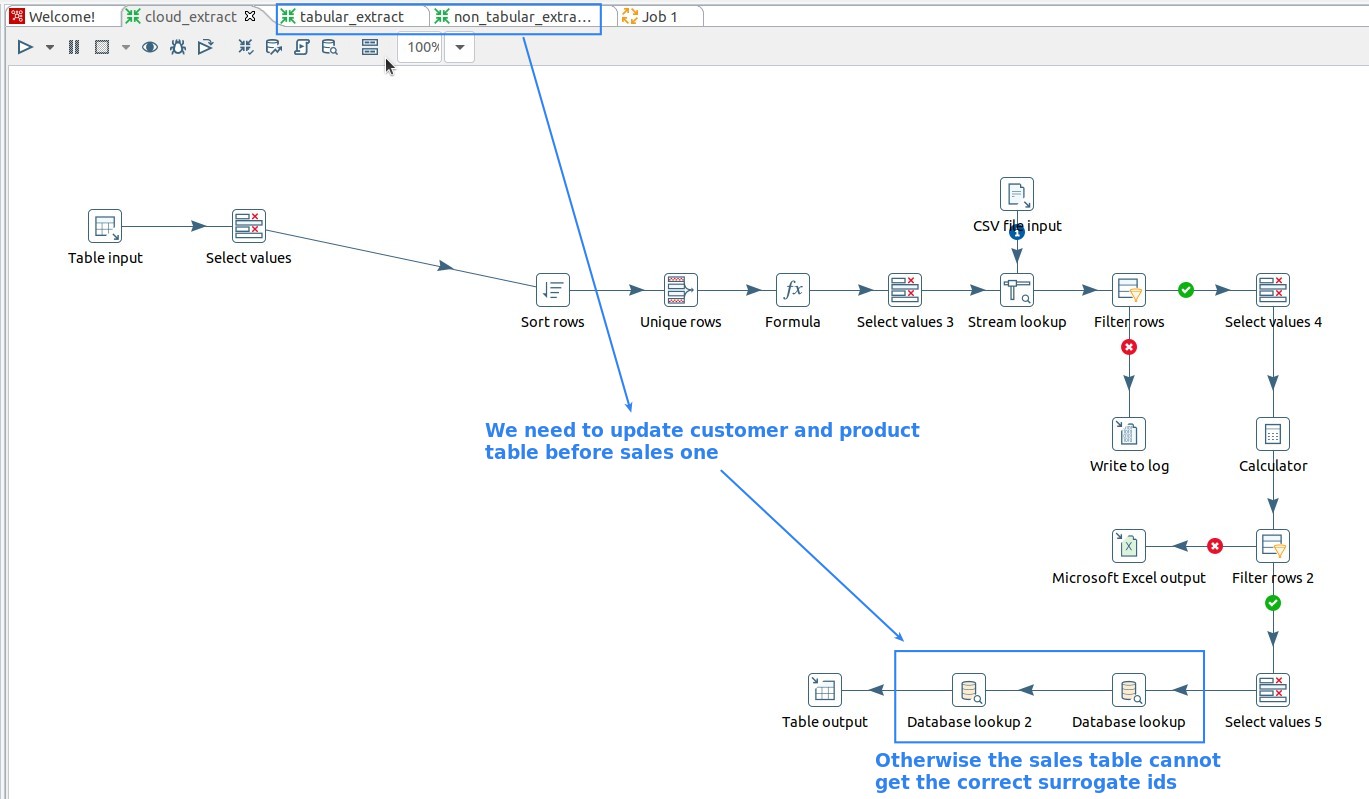 Welcome!
cloud_extract
tabular_extract
non_tabular_extra...
Job 1
100%
CSV file input
Table input
Select values
Sort rows
Unique rows
fx
Formula
Select values 3
Stream lookup
Filter rows
Select values 4
We need to update customer and product
table before sales one
Write to log
Calculator
X
Microsoft Excel output
Filter rows 2
Table output
Database lookup 2
Database lookup
Select values 5
Otherwise the sales table cannot
get the correct surrogate ids